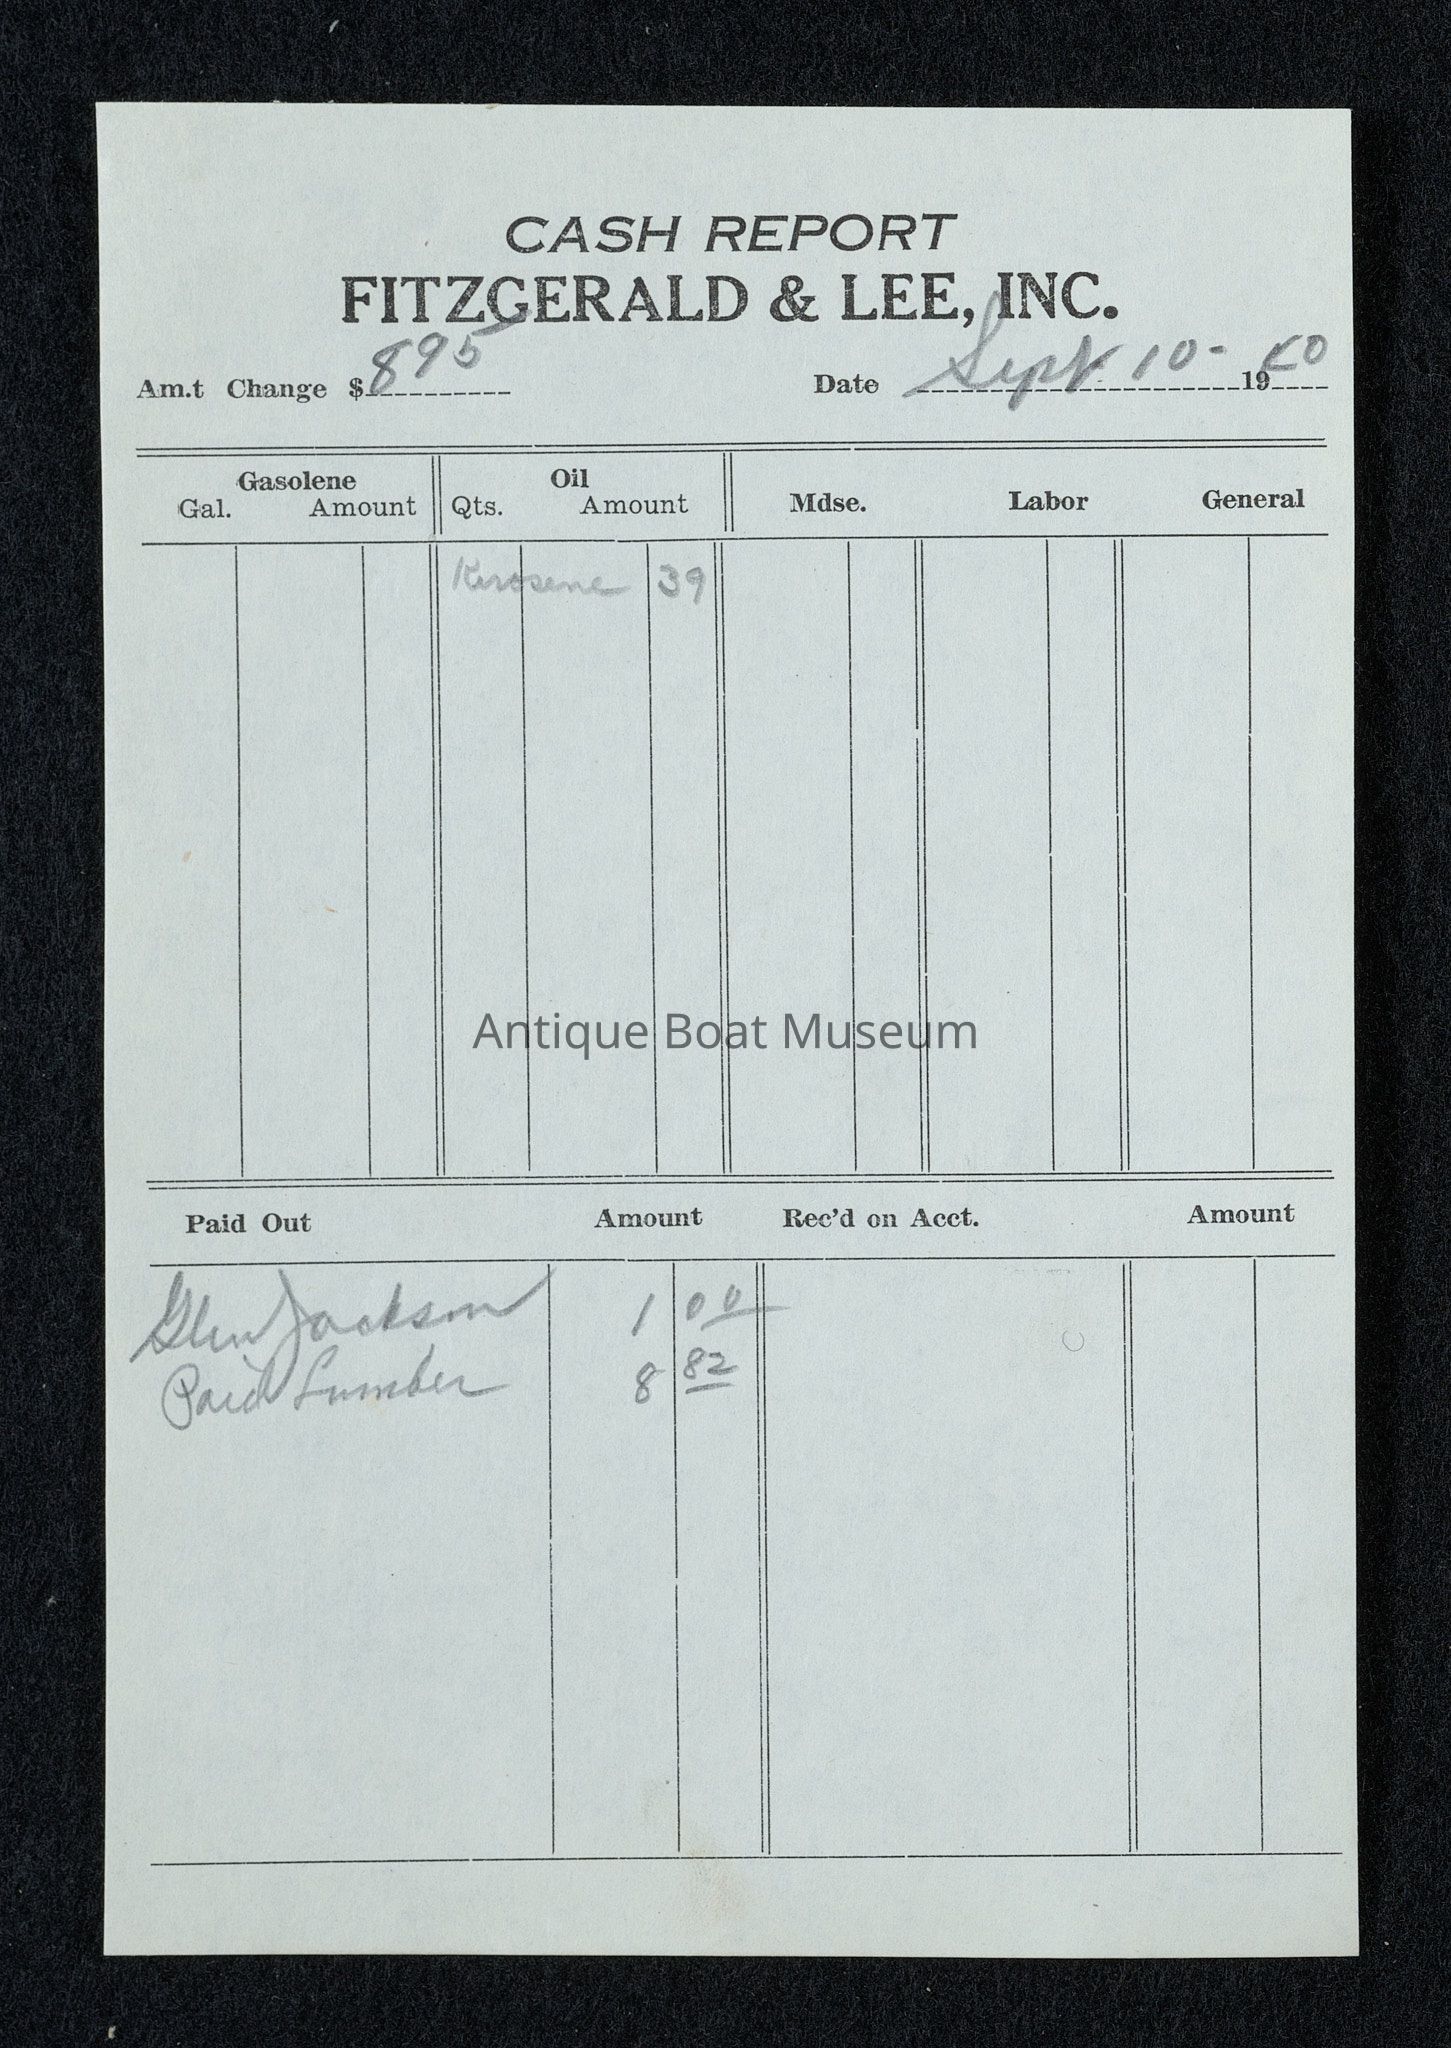 CASH REPORT
FITZGERALD & LEE, INC.
Am.t Change $ 895 Date Sept 10- 19
Gasolene Oil
Gal. Amount Qts. Amount Mdse. Labor General
Kerosene 39
Antique Boat Museum
Paid Out Amount Rec'd on Acct. Amount
Glen Jackson 1 00
Paid Lumber 8 82